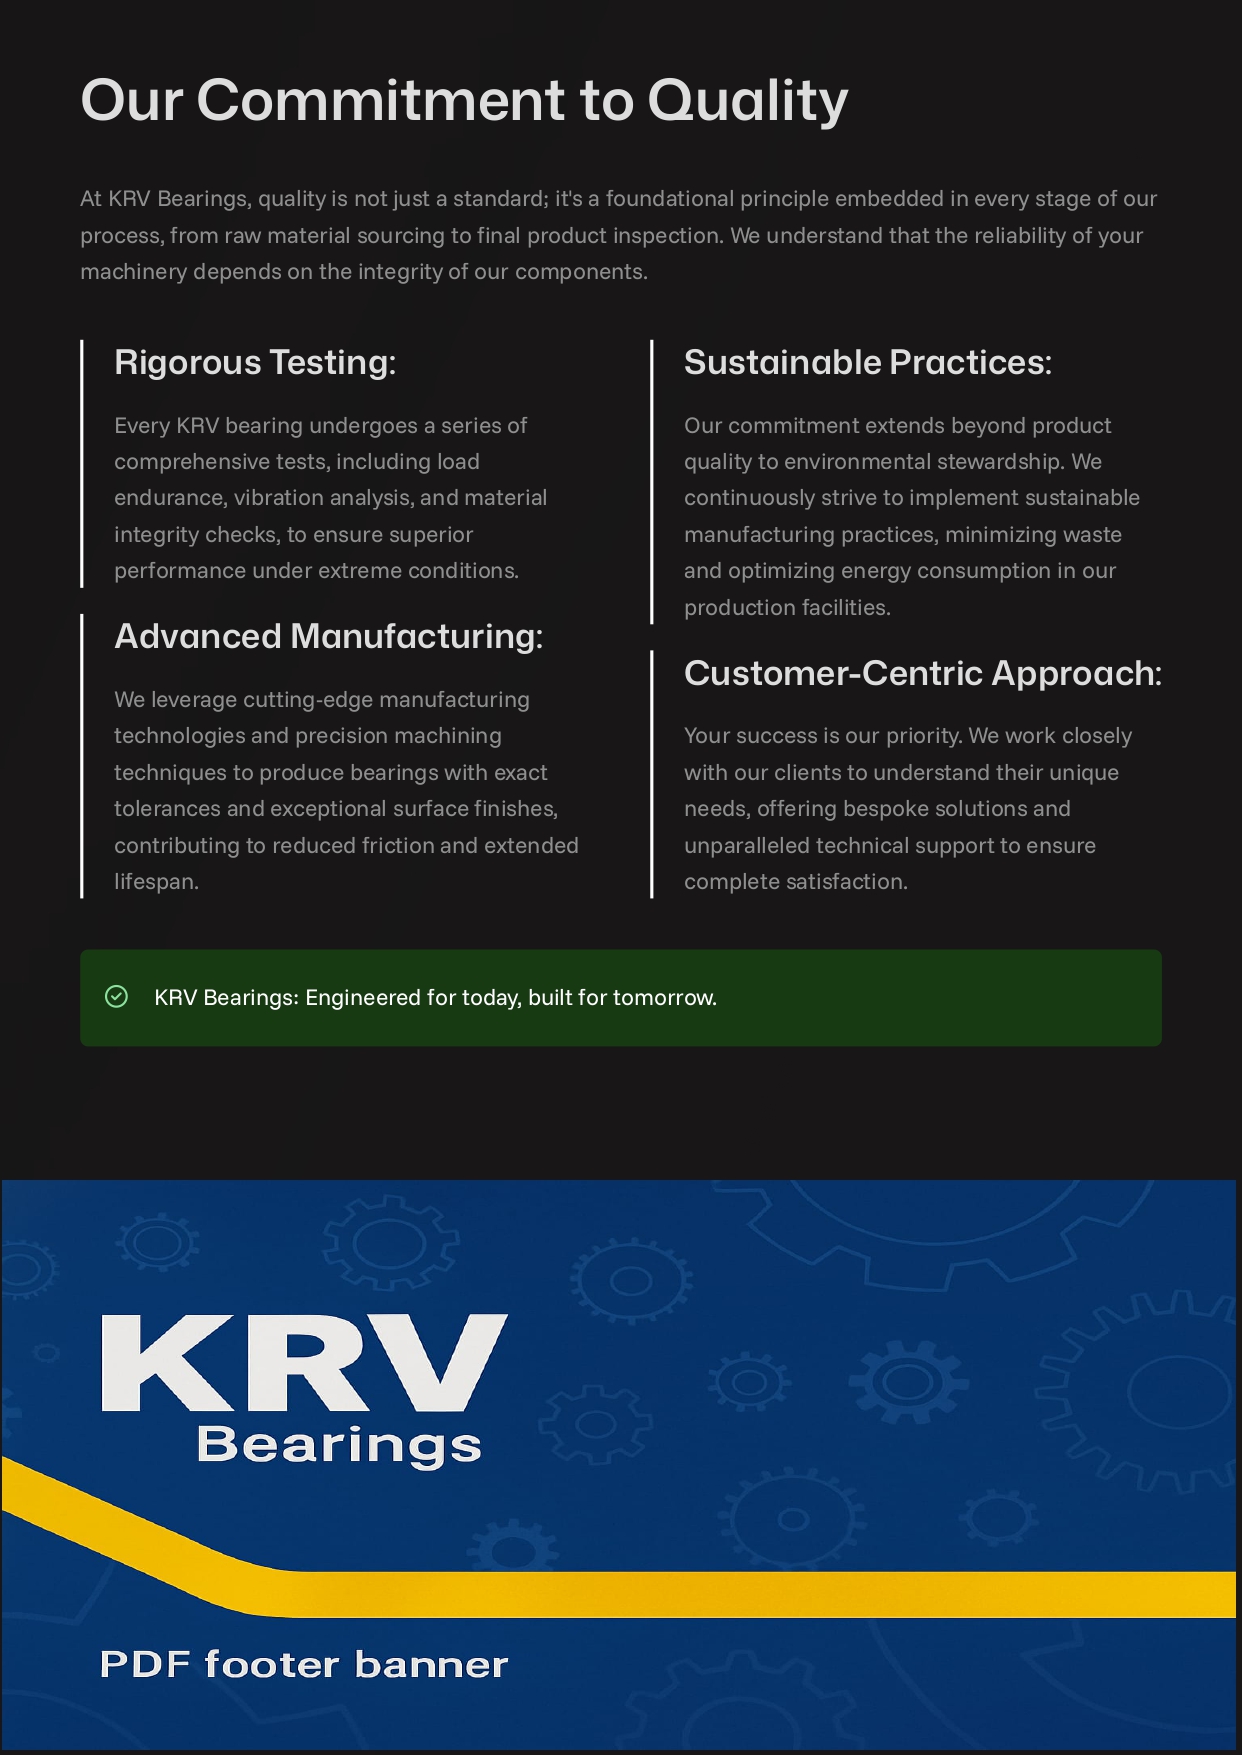 Our Commitment to Quality
At KRV Bearings, quality is not just a standard; it's a foundational principle embedded in every stage of our
process, from raw material sourcing to final product inspection. We understand that the reliability of your
machinery depends on the integrity of our components.
Rigorous Testing:
Every KRV bearing undergoes a series of
comprehensive tests, including load
endurance, vibration analysis, and material
integrity checks, to ensure superior
performance under extreme conditions.
Advanced Manufacturing:
We leverage cutting-edge manufacturing
technologies and precision machining
techniques to produce bearings with exact
tolerances and exceptional surface finishes,
contributing to reduced friction and extended
lifespan.
Sustainable Practices:
Our commitment extends beyond product
quality to environmental stewardship. We
continuously strive to implement sustainable
manufacturing practices, minimizing waste
and optimizing energy consumption in our
production facilities.
Customer-Centric Approach:
Your success is our priority. We work closely
with our clients to understand their unique
needs, offering bespoke solutions and
unparalleled technical support to ensure
complete satisfaction.
KRV Bearings: Engineered for today, built for tomorrow.
KRV
Bearings
PDF footer banner